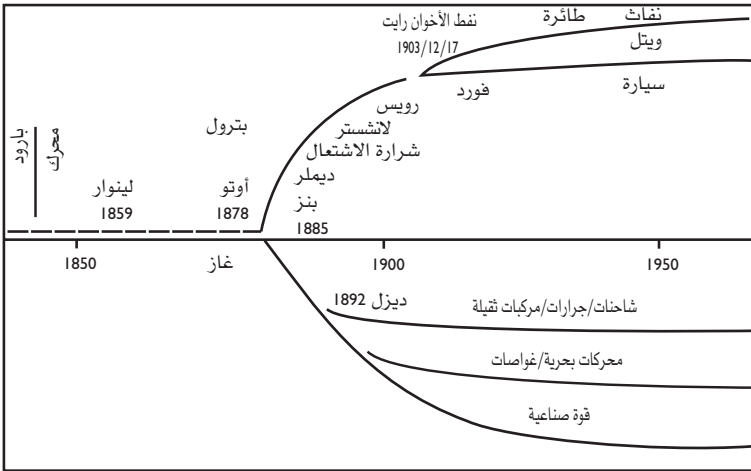 نفط الأخوان رايت
1903/12/17
طائرة
نفاث
ويتل
سيارة
فورد
رويس
لانشستر
شرارة الاشتعال
ديملر
بنز
1885
بترول
أوتو
1878
لينوار
1859
محرك
بارود
1850
غاز
1900
1950
ديزل 1892
شاحنات/جرارات/مركبات ثقيلة
محركات بحرية/غواصات
قوة صناعية